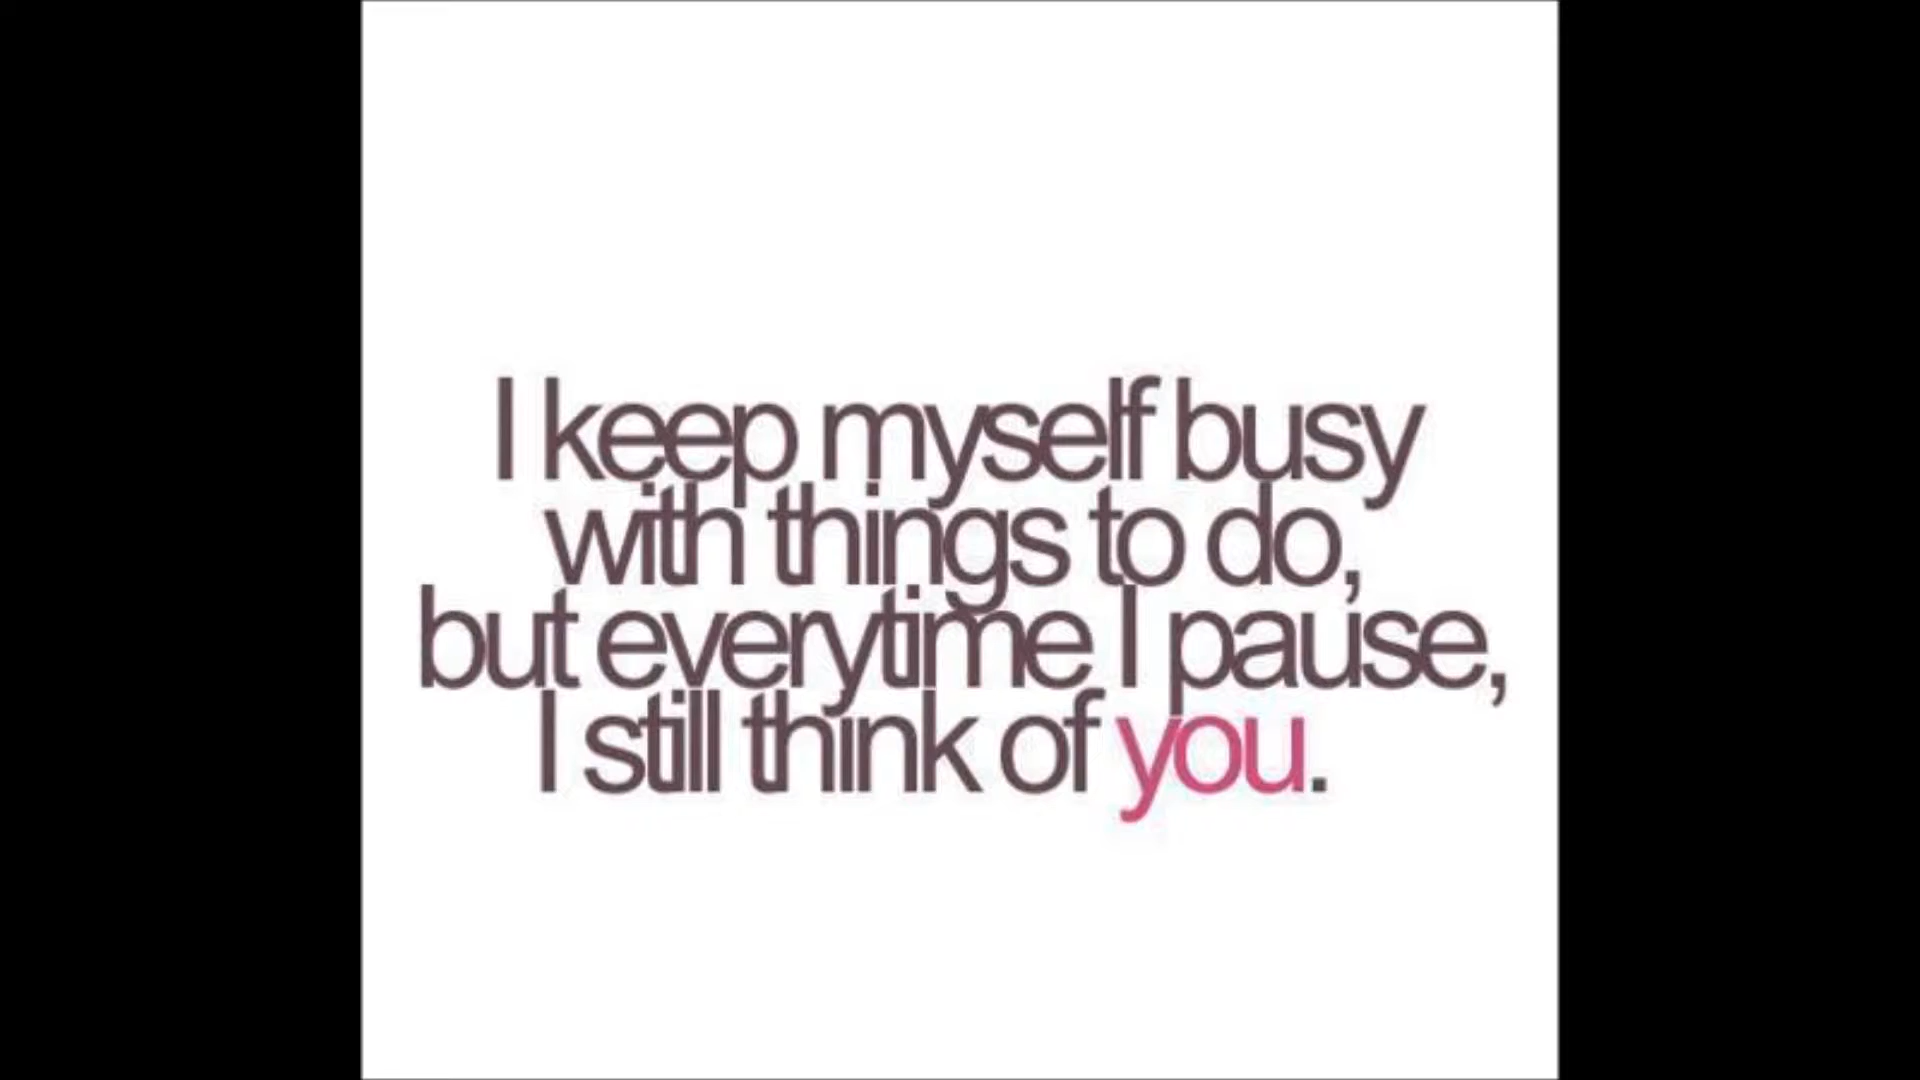 I keep myself busy
with things to do,
but everytime I pause,
I still think of you.